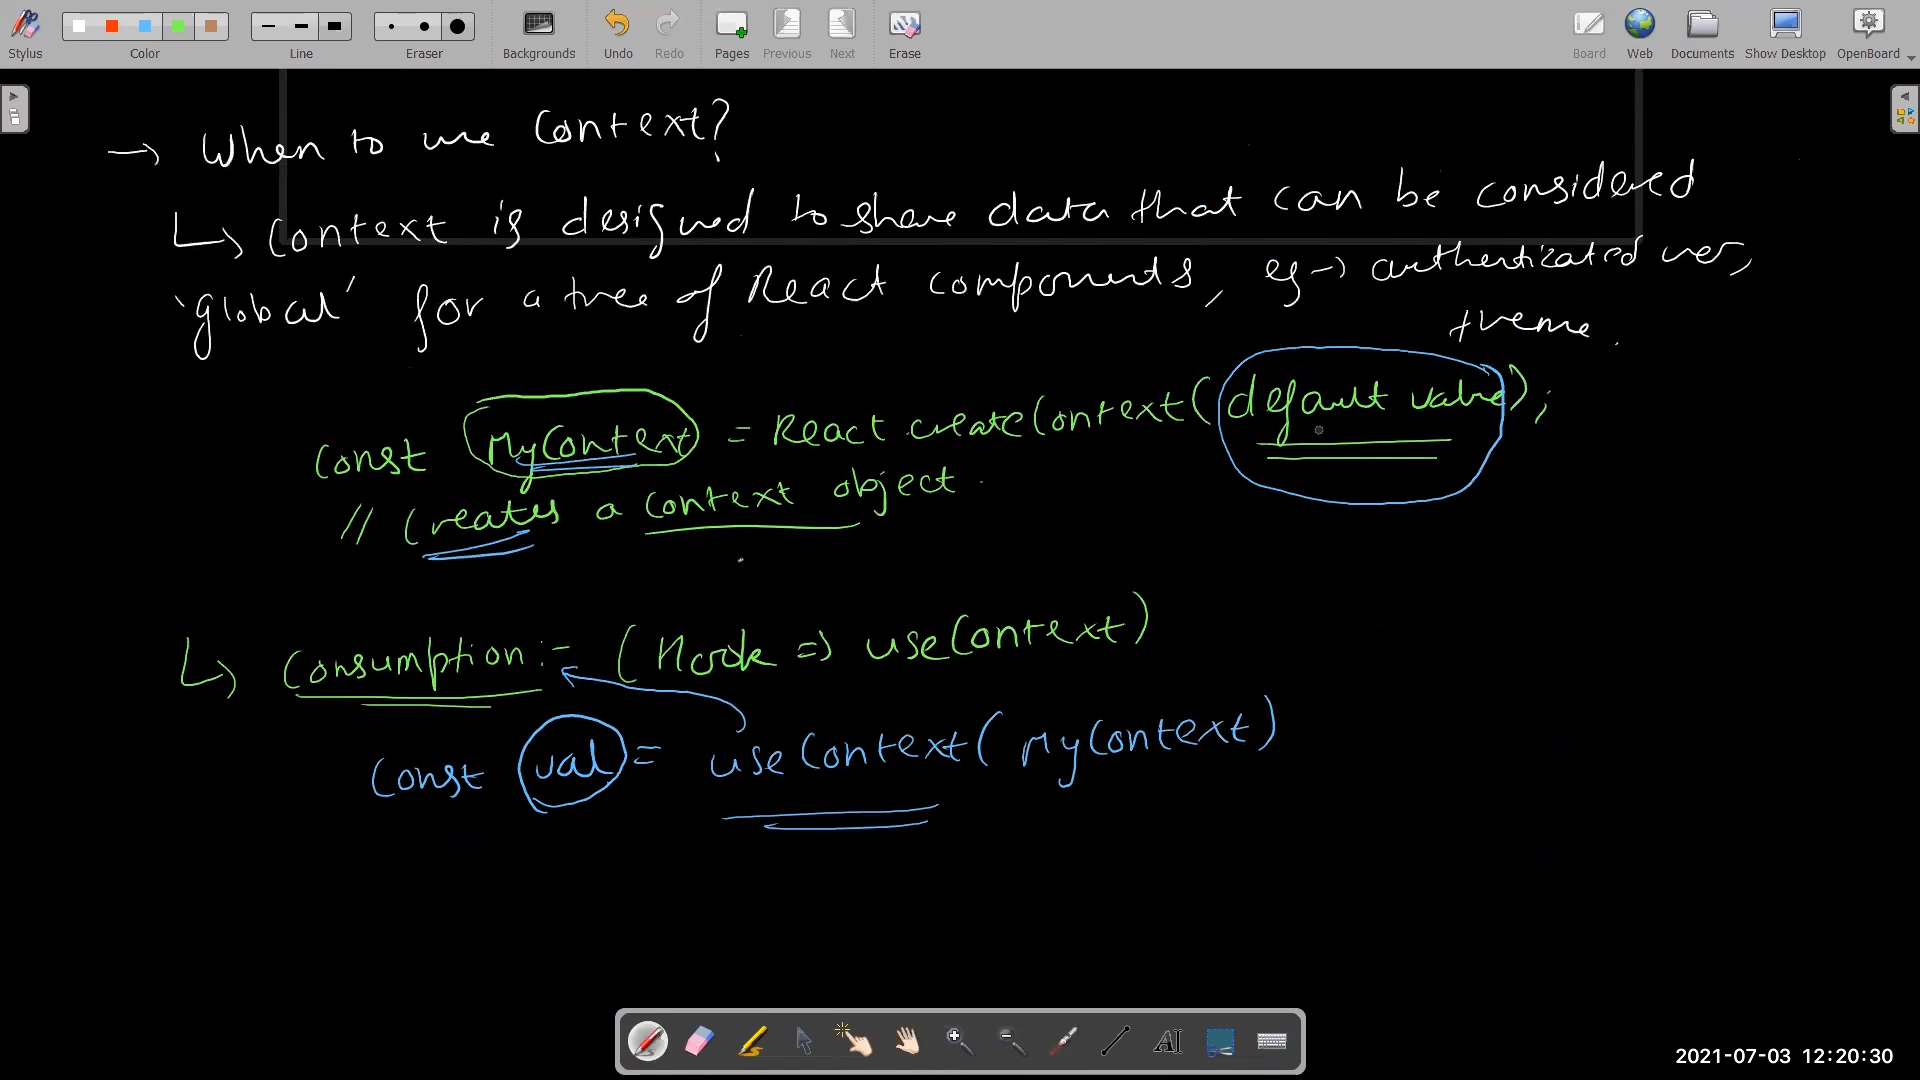 Stylus Color Line Eraser Backgrounds Undo Redo Pages Previous Next Erase Board Web Documents Show Desktop OpenBoard
→ When to use Context?
↳ Context is designed to share data that can be considered
'global' for a tree of React components, eg → authenticated user,
theme.
const MyContext = React.createContext(default value);
// Creates a context object.
↳ Consumption:- (Hook => useContext)
const val = useContext(MyContext)
2021-07-03 12:20:30